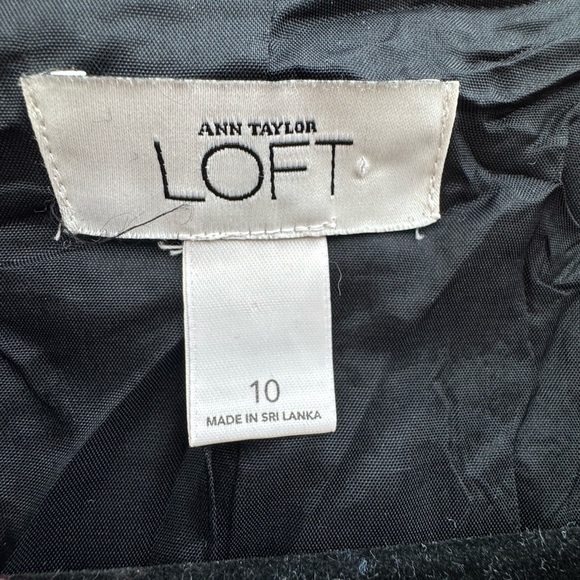 ANN TAYLOR
LOFT
10
MADE IN SRI LANKA